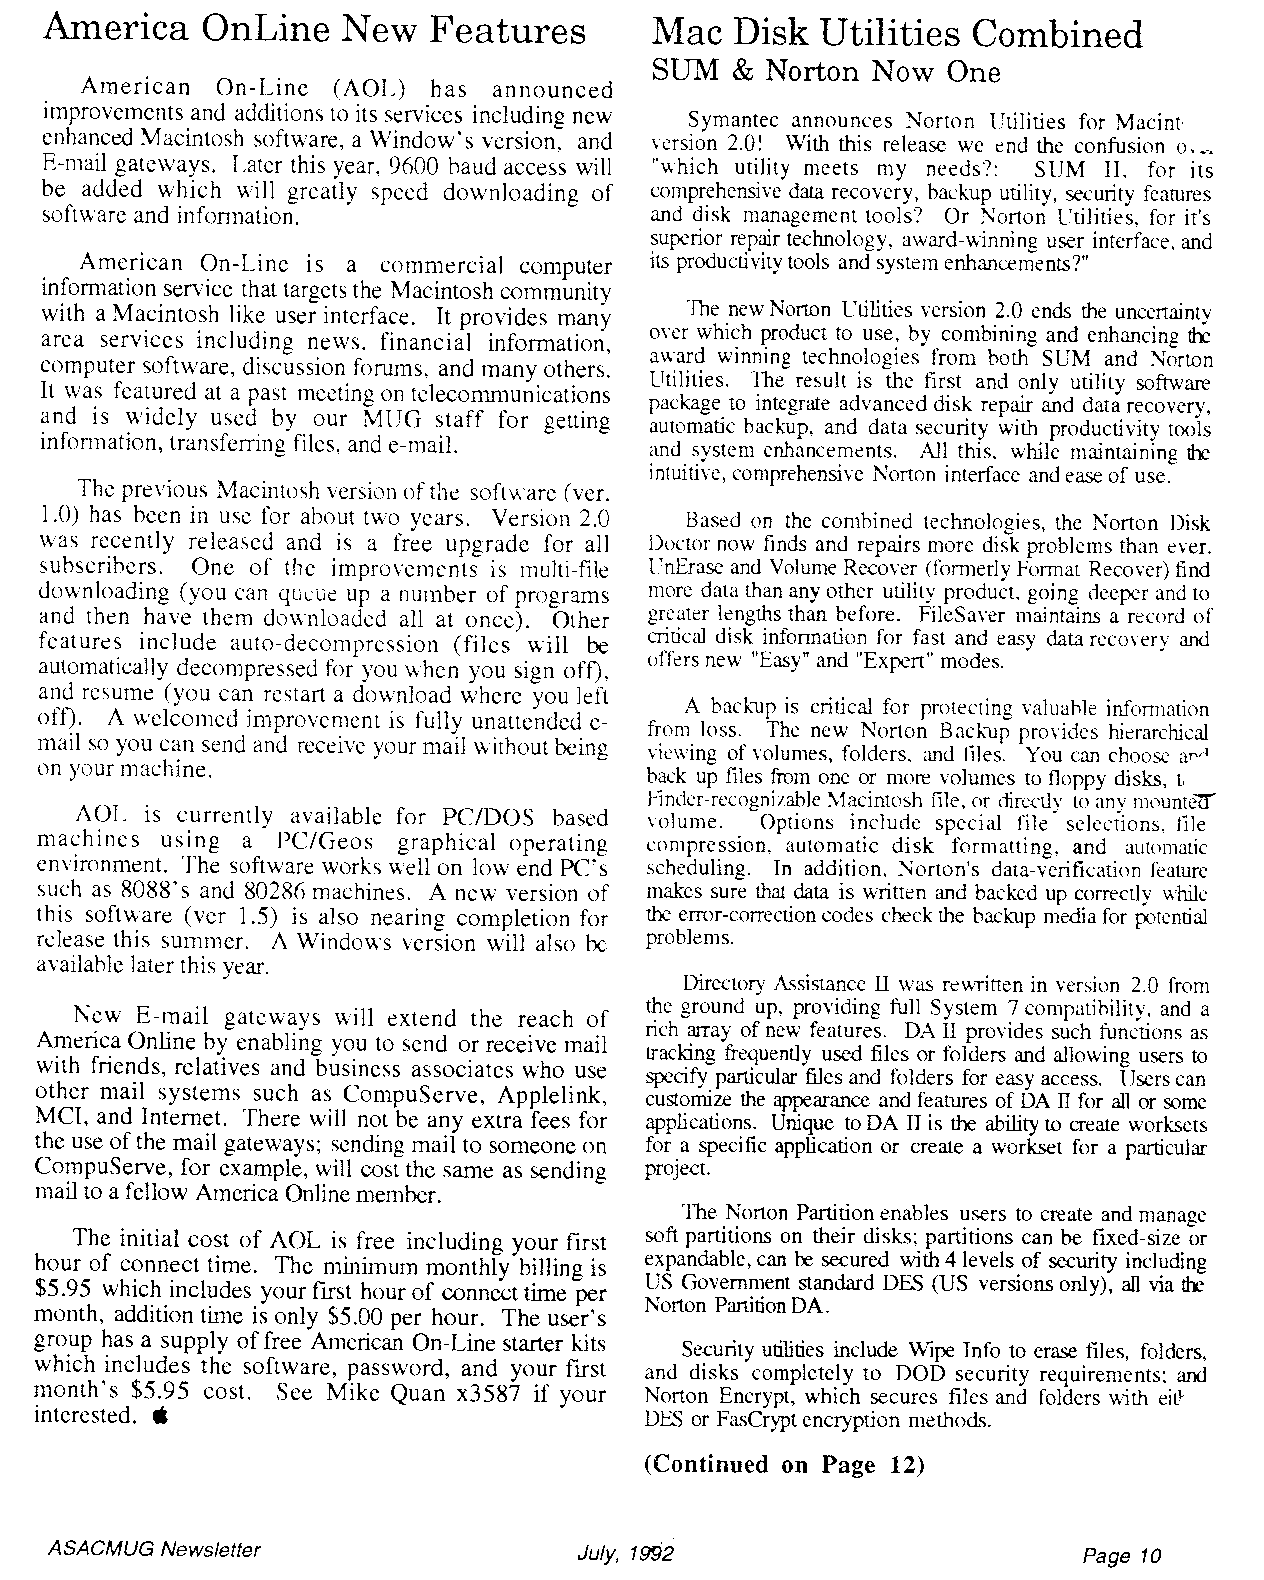 America OnLine New Features
American On-Line (AOL) has announced
improvements and additions to its services including new
enhanced Macintosh software, a Window's version, and
E-mail gateways. Later this year, 9600 baud access will
be added which will greatly speed downloading of
software and information.
American On-Line is a commercial computer
information service that targets the Macintosh community
with a Macintosh like user interface. It provides many
area services including news, financial information,
computer software, discussion forums, and many others.
It was featured at a past meeting on telecommunications
and is widely used by our MUG staff for getting
information, transferring files, and e-mail.
The previous Macintosh version of the software (ver.
1.0) has been in use for about two years. Version 2.0
was recently released and is a free upgrade for all
subscribers. One of the improvements is multi-file
downloading (you can queue up a number of programs
and then have them downloaded all at once). Other
features include auto-decompression (files will be
automatically decompressed for you when you sign off),
and resume (you can restart a download where you left
off). A welcomed improvement is fully unattended e-
mail so you can send and receive your mail without being
on your machine.
AOL is currently available for PC/DOS based
machines using a PC/Geos graphical operating
environment. The software works well on low end PC's
such as 8088's and 80286 machines. A new version of
this software (ver 1.5) is also nearing completion for
release this summer. A Windows version will also be
available later this year.
New E-mail gateways will extend the reach of
America Online by enabling you to send or receive mail
with friends, relatives and business associates who use
other mail systems such as CompuServe, Applelink,
MCI, and Internet. There will not be any extra fees for
the use of the mail gateways; sending mail to someone on
CompuServe, for example, will cost the same as sending
mail to a fellow America Online member.
The initial cost of AOL is free including your first
hour of connect time. The minimum monthly billing is
$5.95 which includes your first hour of connect time per
month, addition time is only $5.00 per hour. The user's
group has a supply of free American On-Line starter kits
which includes the software, password, and your first
month's $5.95 cost. See Mike Quan x3587 if your
interested.
Mac Disk Utilities Combined
SUM & Norton Now One
Symantec announces Norton Utilities for Macint
version 2.0! With this release we end the confusion
"which utility meets my needs?: SUM II, for its
comprehensive data recovery, backup utility, security features
and disk management tools? Or Norton Utilities, for it's
superior repair technology, award-winning user interface, and
its productivity tools and system enhancements?"
The new Norton Utilities version 2.0 ends the uncertainty
over which product to use, by combining and enhancing the
award winning technologies from both SUM and Norton
Utilities. The result is the first and only utility software
package to integrate advanced disk repair and data recovery,
automatic backup, and data security with productivity tools
and system enhancements. All this, while maintaining the
intuitive, comprehensive Norton interface and ease of use.
Based on the combined technologies, the Norton Disk
Doctor now finds and repairs more disk problems than ever.
UnErase and Volume Recover (formerly Format Recover) find
more data than any other utility product, going deeper and to
greater lengths than before. FileSaver maintains a record of
critical disk information for fast and easy data recovery and
offers new "Easy" and "Expert" modes.
A backup is critical for protecting valuable information
from loss. The new Norton Backup provides hierarchical
viewing of volumes, folders, and files. You can choose and
back up files from one or more volumes to floppy disks,
Finder-recognizable Macintosh file, or directly to any mounted
volume. Options include special file selections, file
compression, automatic disk formatting, and automatic
scheduling. In addition, Norton's data-verification feature
makes sure that data is written and backed up correctly while
the error-correction codes check the backup media for potential
problems.
Directory Assistance II was rewritten in version 2.0 from
the ground up, providing full System 7 compatibility, and a
rich array of new features. DA II provides such functions as
tracking frequently used files or folders and allowing users to
specify particular files and folders for easy access. Users can
customize the appearance and features of DA II for all or some
applications. Unique to DA II is the ability to create worksets
for a specific application or create a workset for a particular
project.
The Norton Partition enables users to create and manage
soft partitions on their disks; partitions can be fixed-size or
expandable, can be secured with 4 levels of security including
US Government standard DES (US versions only), all via the
Norton Partition DA.
Security utilities include Wipe Info to erase files, folders,
and disks completely to DOD security requirements; and
Norton Encrypt, which secures files and folders with
DES or FasCrypt encryption methods.
(Continued on Page 12)
ASACMUG Newsletter
July, 1992
Page 10